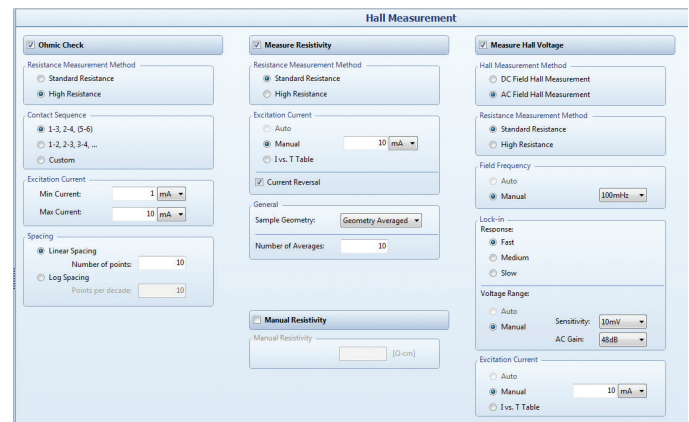 Hall Measurement
Ohmic Check
Resistance Measurement Method
Standard Resistance
High Resistance
Contact Sequence
1-3, 2-4, (5-6)
1-2, 2-3, 3-4, ...
Custom
Excitation Current
Min Current: 1 mA
Max Current: 10 mA
Spacing
Linear Spacing
Number of points: 10
Log Spacing
Points per decade: 10
Measure Resistivity
Resistance Measurement Method
Standard Resistance
High Resistance
Excitation Current
Auto
Manual 10 mA
I vs. T Table
Current Reversal
General
Sample Geometry: Geometry Averaged
Number of Averages: 10
Manual Resistivity
Manual Resistivity
[Ω·cm]
Measure Hall Voltage
Hall Measurement Method
DC Field Hall Measurement
AC Field Hall Measurement
Resistance Measurement Method
Standard Resistance
High Resistance
Field Frequency
Auto
Manual 100mHz
Lock-in
Response:
Fast
Medium
Slow
Voltage Range:
Auto
Manual Sensitivity: 10mV
AC Gain: 48dB
Excitation Current
Auto
Manual 10 mA
I vs. T Table